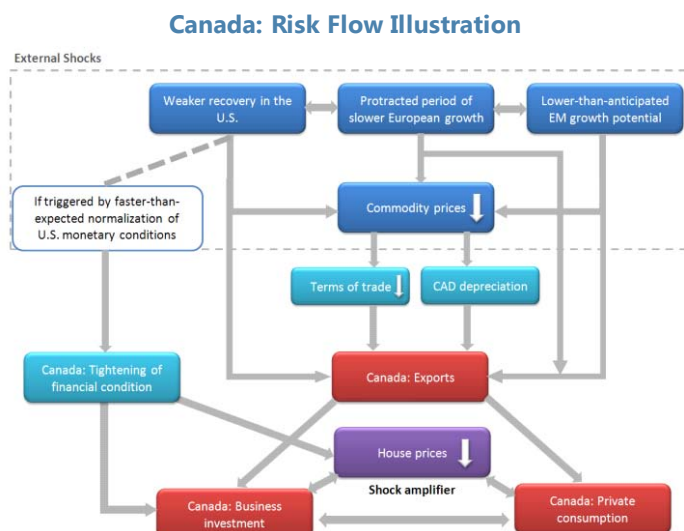 Canada: Risk Flow Illustration
External Shocks
Weaker recovery in the
U.S.
Protracted period of
slower European growth
Lower-than-anticipated
EM growth potential
If triggered by faster-than-
expected normalization of
U.S. monetary conditions
Commodity prices
Terms of trade
CAD depreciation
Canada: Tightening of
financial condition
Canada: Exports
House prices
Shock amplifier
Canada: Business
investment
Canada: Private
consumption